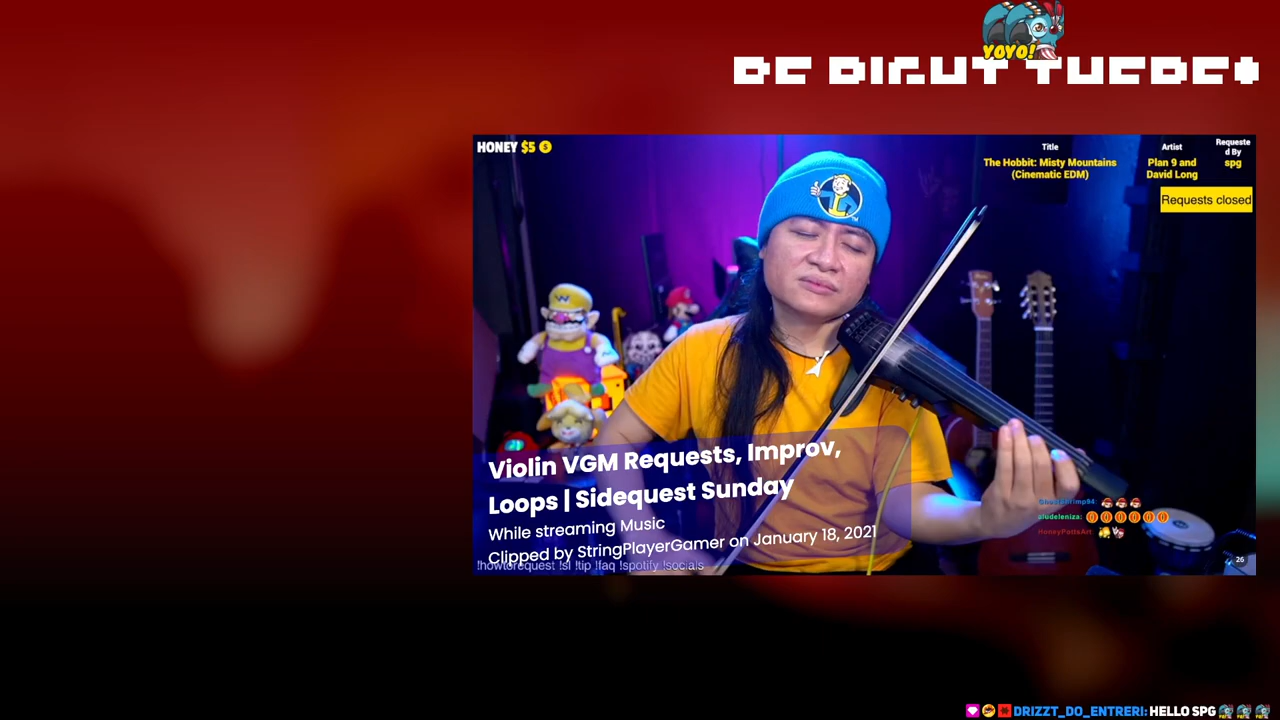 YOYO!
HONEY $5
Title
Artist
Requeste
d By
The Hobbit: Misty Mountains
(Cinematic EDM)
Plan 9 and
David Long
spg
Requests closed
Violin VGM Requests, Improv,
Loops | Sidequest Sunday
While streaming Music
Clipped by StringPlayerGamer on January 18, 2021
!howtorequest !sl !tip !faq !spotify !socials
HoneyPuttsArt
26
DRIZZT_DO_ENTRERI: HELLO SPG